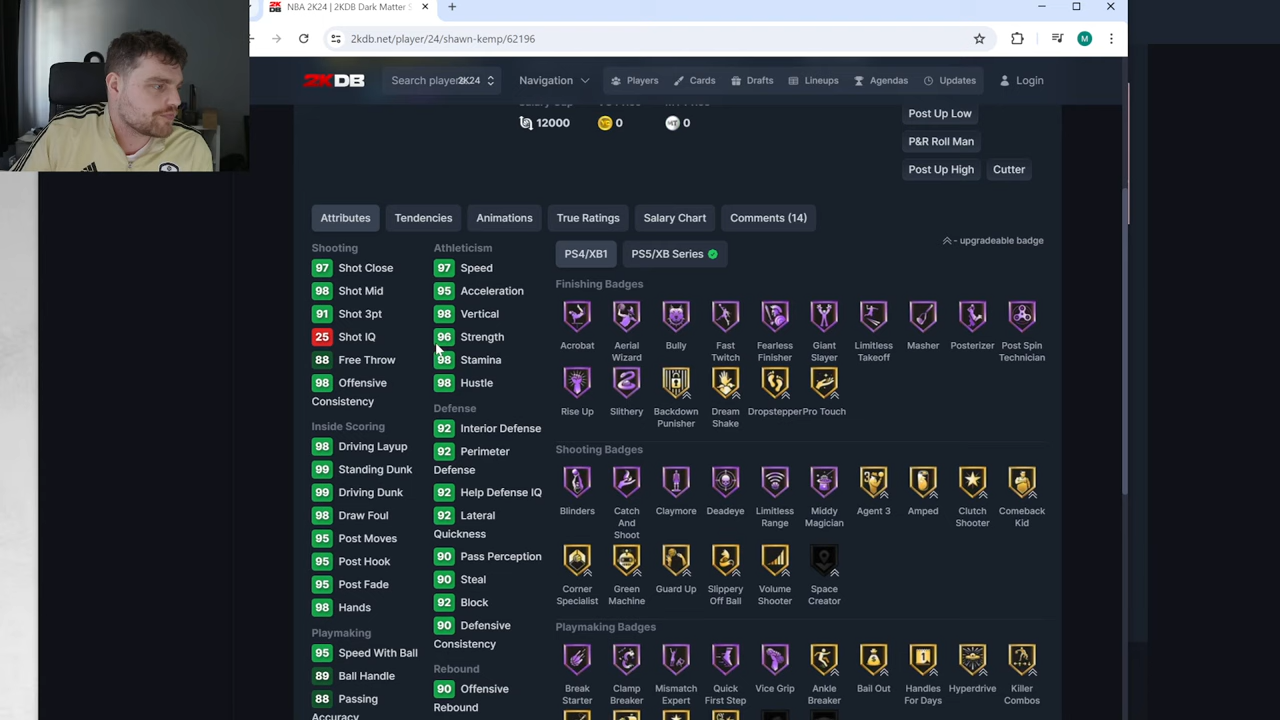 NBA 2K24 | 2KDB Dark Matter
2kdb.net/player/24/shawn-kemp/62196
M
2KDB
Search player
2K24
Navigation
Players
Cards
Drafts
Lineups
Agendas
Updates
Login
12000
0
0
Post Up Low
P&R Roll Man
Post Up High
Cutter
Attributes
Tendencies
Animations
True Ratings
Salary Chart
Comments (14)
- upgradeable badge
Shooting
97 Shot Close
98 Shot Mid
91 Shot 3pt
25 Shot IQ
88 Free Throw
98 Offensive
Consistency
Inside Scoring
98 Driving Layup
99 Standing Dunk
99 Driving Dunk
98 Draw Foul
95 Post Moves
95 Post Hook
95 Post Fade
98 Hands
Playmaking
95 Speed With Ball
89 Ball Handle
88 Passing
Accuracy
Athleticism
97 Speed
95 Acceleration
98 Vertical
96 Strength
98 Stamina
98 Hustle
Defense
92 Interior Defense
92 Perimeter
Defense
92 Help Defense IQ
92 Lateral
Quickness
90 Pass Perception
90 Steal
92 Block
90 Defensive
Consistency
Rebound
90 Offensive
Rebound
PS4/XB1
PS5/XB Series
Finishing Badges
Acrobat
Aerial
Wizard
Bully
Fast
Twitch
Fearless
Finisher
Giant
Slayer
Limitless
Takeoff
Masher
Posterizer
Post Spin
Technician
Rise Up
Slithery
Backdown
Punisher
Dream
Shake
Dropstepper
Pro Touch
Shooting Badges
Blinders
Catch
And
Shoot
Claymore
Deadeye
Limitless
Range
Middy
Magician
Agent 3
Amped
Clutch
Shooter
Comeback
Kid
Corner
Specialist
Green
Machine
Guard Up
Slippery
Off Ball
Volume
Shooter
Space
Creator
Playmaking Badges
Break
Starter
Clamp
Breaker
Mismatch
Expert
Quick
First Step
Vice Grip
Ankle
Breaker
Bail Out
Handles
For Days
Hyperdrive
Killer
Combos